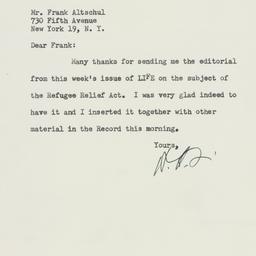 Mr. Frank Altschul
730 Fifth Avenue
New York 19, N. Y.
Dear Frank:
Many thanks for sending me the editorial
from this week's issue of LIFE on the subject of
the Refugee Relief Act. I was very glad indeed to
have it and I inserted it together with other
material in the Record this morning.
Yours,